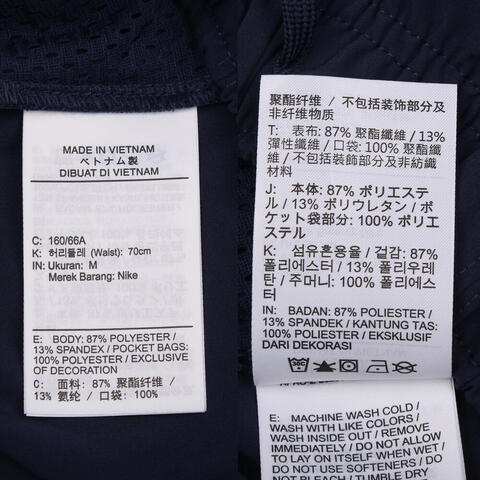 MADE IN VIETNAM
ベトナム製
DIBUAT DI VIETNAM
C: 160/66A
K: 허리둘레 (Waist): 70cm
IN: Ukuran: M
Merek Barang: Nike
E: BODY: 87% POLYESTER /
13% SPANDEX / POCKET BAGS:
100% POLYESTER / EXCLUSIVE
OF DECORATION
C: 面料: 87% 聚酯纤维 /
13% 氨纶 / 口袋: 100%
聚酯纤维 / 不包括装饰部分及
非纤维部分
T: 表布: 87% 聚酯纖維 / 13%
彈性纖維 / 口袋: 100% 聚酯纖
維 / 不包括裝飾部分及非紡織
材料
J: 本体: 87% ポリエステ
ル / 13% ポリウレタン / ポ
ケット袋部分: 100% ポリエ
ステル
K: 섬유혼용율 / 겉감: 87%
폴리에스터 / 13% 폴리우레
탄 / 주머니: 100% 폴리에스
터
IN: BADAN: 87% POLIESTER /
13% SPANDEX / KANTUNG TAS:
100% POLIESTER / EKSKLUSIF
DARI DEKORASI
E: MACHINE WASH COLD /
WASH WITH LIKE COLORS /
WASH INSIDE OUT / REMOVE
IMMEDIATELY / DO NOT ALLOW
TO LAY ON ITSELF WHEN WET /
DO NOT USE SOFTENERS / DO
NOT BLEACH / TUMBLE DRY